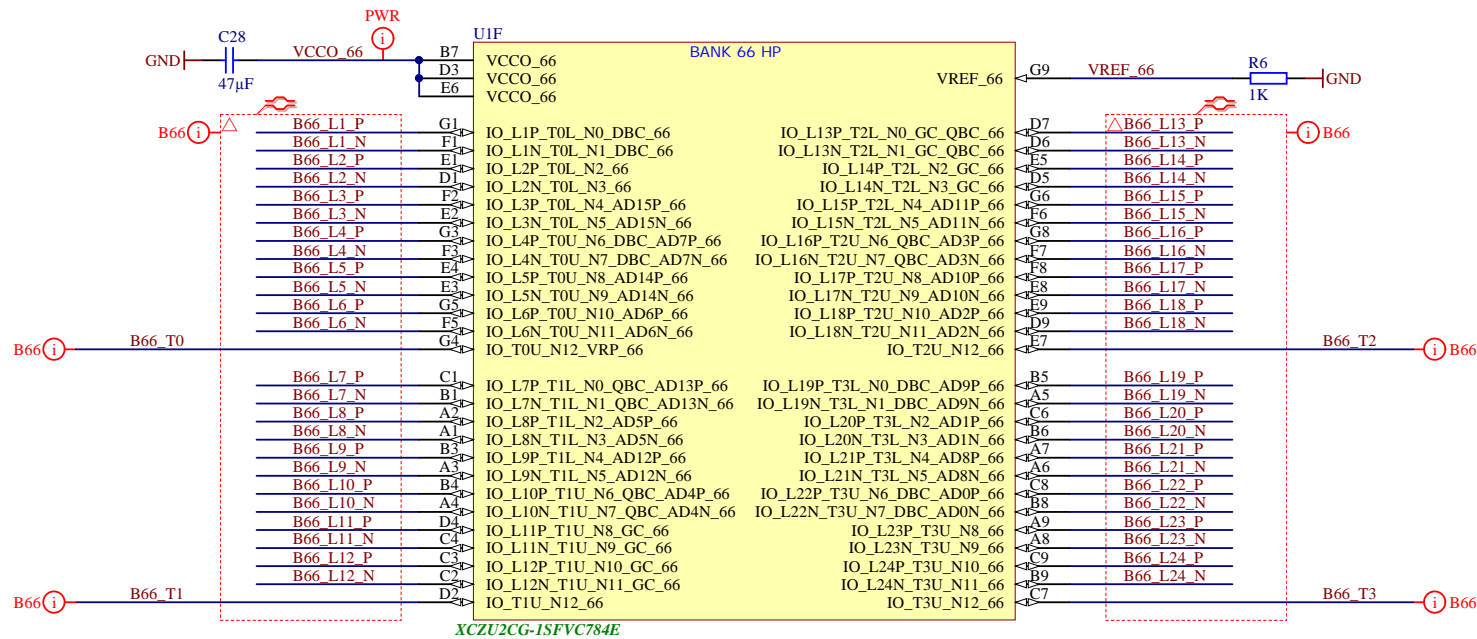 PWR
C28
U1F
BANK 66 HP
GND
VCCO_66
B7
VCCO_66
D3
VCCO_66
E6
VCCO_66
47µF
VREF_66
G9
VREF_66
R6
1K
GND
B66
B66_L1_P G1 IO_L1P_T0L_N0_DBC_66
B66_L1_N F1 IO_L1N_T0L_N1_DBC_66
B66_L2_P E1 IO_L2P_T0L_N2_66
B66_L2_N D1 IO_L2N_T0L_N3_66
B66_L3_P F2 IO_L3P_T0L_N4_AD15P_66
B66_L3_N E2 IO_L3N_T0L_N5_AD15N_66
B66_L4_P G3 IO_L4P_T0U_N6_DBC_AD7P_66
B66_L4_N F3 IO_L4N_T0U_N7_DBC_AD7N_66
B66_L5_P E4 IO_L5P_T0U_N8_AD14P_66
B66_L5_N E3 IO_L5N_T0U_N9_AD14N_66
B66_L6_P G5 IO_L6P_T0U_N10_AD6P_66
B66_L6_N F5 IO_L6N_T0U_N11_AD6N_66
B66 i B66_T0 G4 IO_T0U_N12_VRP_66
B66_L7_P C1 IO_L7P_T1L_N0_QBC_AD13P_66
B66_L7_N B1 IO_L7N_T1L_N1_QBC_AD13N_66
B66_L8_P A2 IO_L8P_T1L_N2_AD5P_66
B66_L8_N A1 IO_L8N_T1L_N3_AD5N_66
B66_L9_P B3 IO_L9P_T1L_N4_AD12P_66
B66_L9_N A3 IO_L9N_T1L_N5_AD12N_66
B66_L10_P B4 IO_L10P_T1U_N6_QBC_AD4P_66
B66_L10_N A4 IO_L10N_T1U_N7_QBC_AD4N_66
B66_L11_P D4 IO_L11P_T1U_N8_GC_66
B66_L11_N C4 IO_L11N_T1U_N9_GC_66
B66_L12_P C3 IO_L12P_T1U_N10_GC_66
B66_L12_N C2 IO_L12N_T1U_N11_GC_66
B66 i B66_T1 D2 IO_T1U_N12_66
IO_L13P_T2L_N0_GC_QBC_66 D7 B66_L13_P i B66
IO_L13N_T2L_N1_GC_QBC_66 D6 B66_L13_N
IO_L14P_T2L_N2_GC_66 E5 B66_L14_P
IO_L14N_T2L_N3_GC_66 D5 B66_L14_N
IO_L15P_T2L_N4_AD11P_66 G6 B66_L15_P
IO_L15N_T2L_N5_AD11N_66 F6 B66_L15_N
IO_L16P_T2U_N6_QBC_AD3P_66 G8 B66_L16_P
IO_L16N_T2U_N7_QBC_AD3N_66 F7 B66_L16_N
IO_L17P_T2U_N8_AD10P_66 F8 B66_L17_P
IO_L17N_T2U_N9_AD10N_66 E8 B66_L17_N
IO_L18P_T2U_N10_AD2P_66 E9 B66_L18_P
IO_L18N_T2U_N11_AD2N_66 D9 B66_L18_N
IO_T2U_N12_66 E7 B66_T2 i B66
IO_L19P_T3L_N0_DBC_AD9P_66 B5 B66_L19_P
IO_L19N_T3L_N1_DBC_AD9N_66 A5 B66_L19_N
IO_L20P_T3L_N2_AD1P_66 C6 B66_L20_P
IO_L20N_T3L_N3_AD1N_66 B6 B66_L20_N
IO_L21P_T3L_N4_AD8P_66 A7 B66_L21_P
IO_L21N_T3L_N5_AD8N_66 A6 B66_L21_N
IO_L22P_T3U_N6_DBC_AD0P_66 C8 B66_L22_P
IO_L22N_T3U_N7_DBC_AD0N_66 B8 B66_L22_N
IO_L23P_T3U_N8_66 A9 B66_L23_P
IO_L23N_T3U_N9_66 A8 B66_L23_N
IO_L24P_T3U_N10_66 C9 B66_L24_P
IO_L24N_T3U_N11_66 B9 B66_L24_N
IO_T3U_N12_66 C7 B66_T3 i B66
XCZU2CG-1SFVC784E